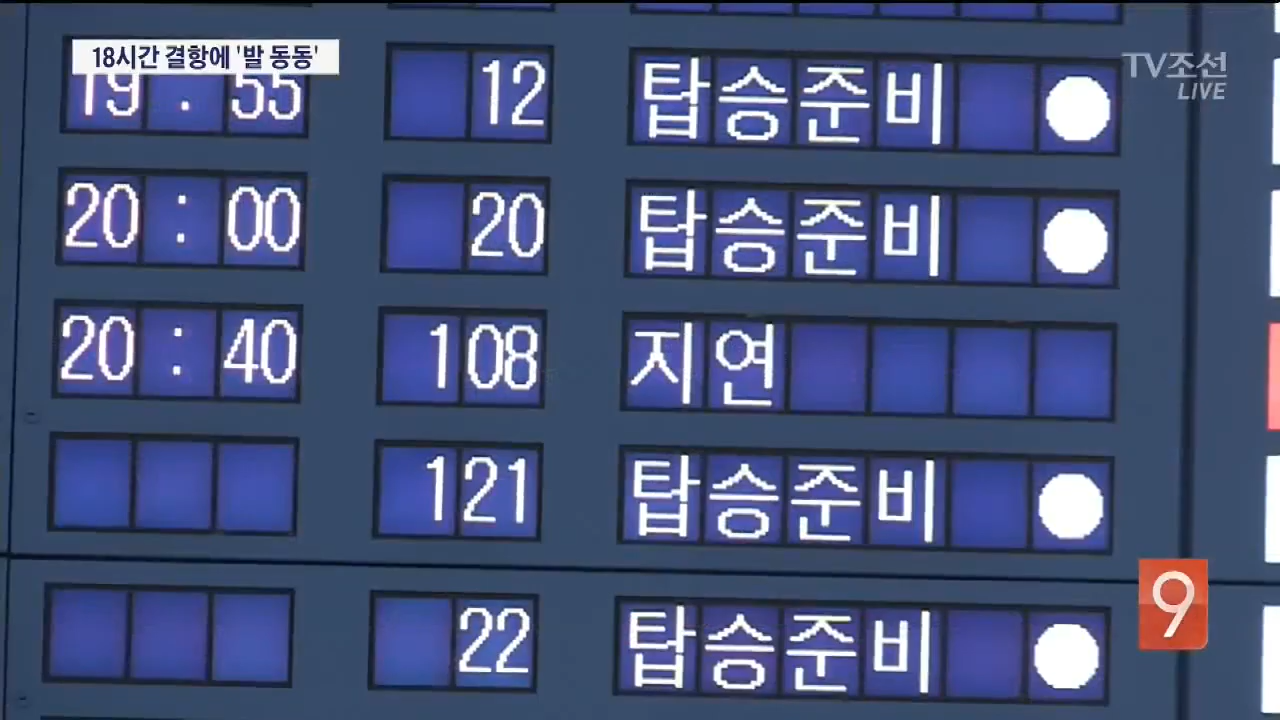 18시간 결항에 '발 동동'
TV조선
LIVE
19 : 55 12 탑승준비
20 : 00 20 탑승준비
20 : 40 108 지연
121 탑승준비
22 탑승준비
9